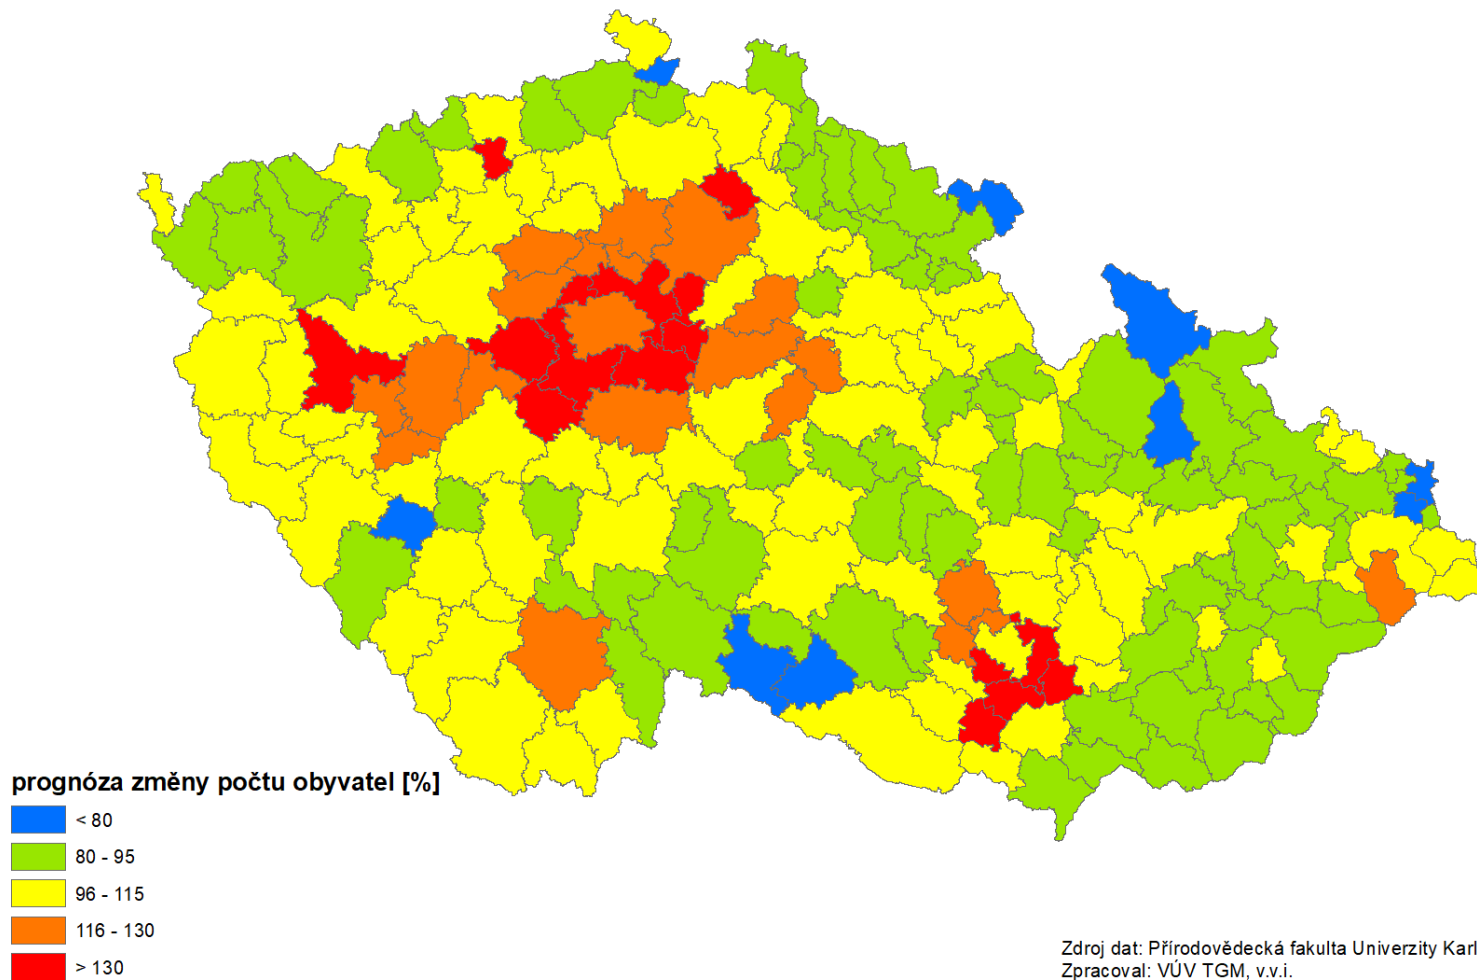 prognóza změny počtu obyvatel [%]
< 80
80 - 95
96 - 115
116 - 130
> 130
Zdroj dat: Přírodovědecká fakulta Univerzity Karl
Zpracoval: VÚV TGM, v.v.i.